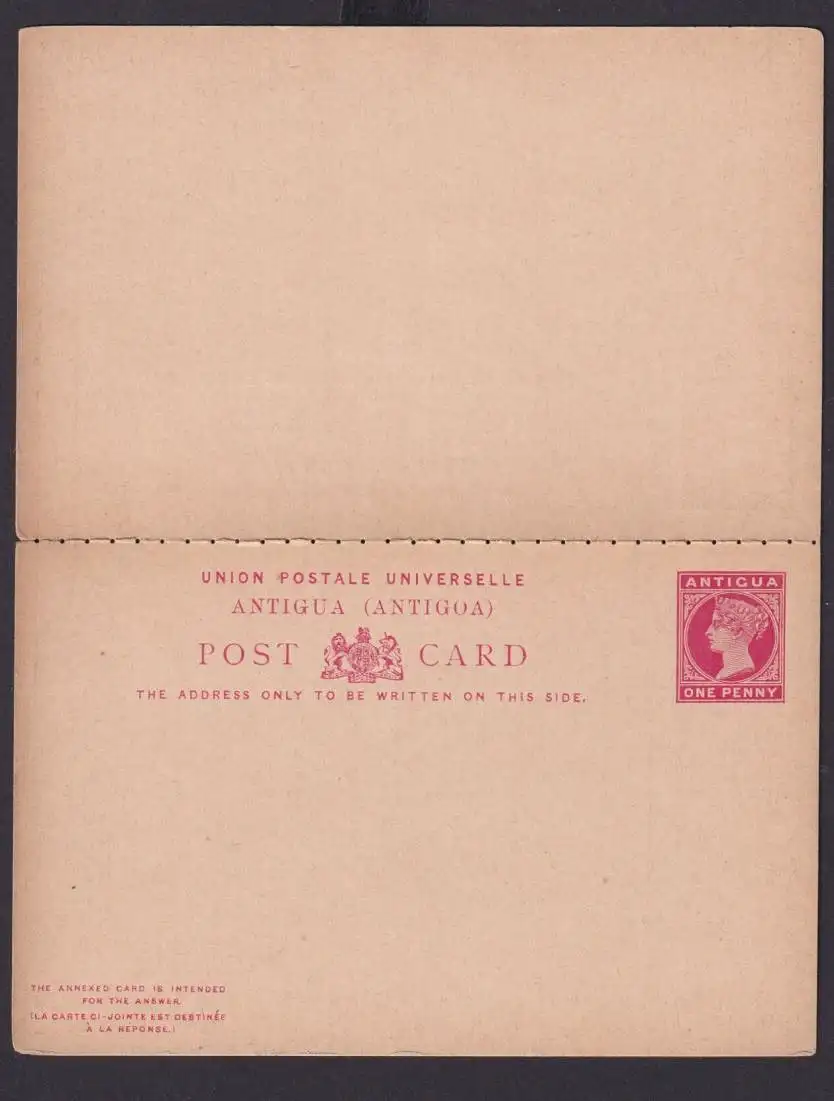 UNION POSTALE UNIVERSELLE
ANTIGUA (ANTIGOA)
POST CARD
THE ADDRESS ONLY TO BE WRITTEN ON THIS SIDE.
ANTIGUA
ONE PENNY
THE ANNEXED CARD IS INTENDED
FOR THE ANSWER.
(LA CARTE CI-JOINTE EST DESTINÉE
À LA REPONSE.)